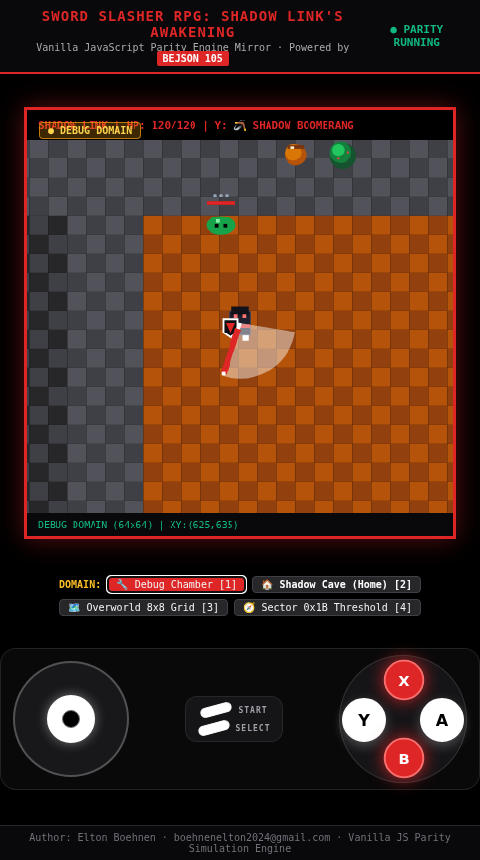 SWORD SLASHER RPG: SHADOW LINK'S
AWAKENING
Vanilla JavaScript Parity Engine Mirror · Powered by
BEJSON 105
● PARITY
RUNNING
SHADOW LINK | HP: 120/120 | Y: 🪃 SHADOW BOOMERANG
● DEBUG DOMAIN
DEBUG DOMAIN (64x64) | XY:(625,635)
DOMAIN: 🔧 Debug Chamber [1] 🏠 Shadow Cave (Home) [2]
🗺️ Overworld 8x8 Grid [3] 🧭 Sector 0x1B Threshold [4]
START
SELECT
X
Y A
B
Author: Elton Boehnen · boehnenelton2024@gmail.com · Vanilla JS Parity
Simulation Engine